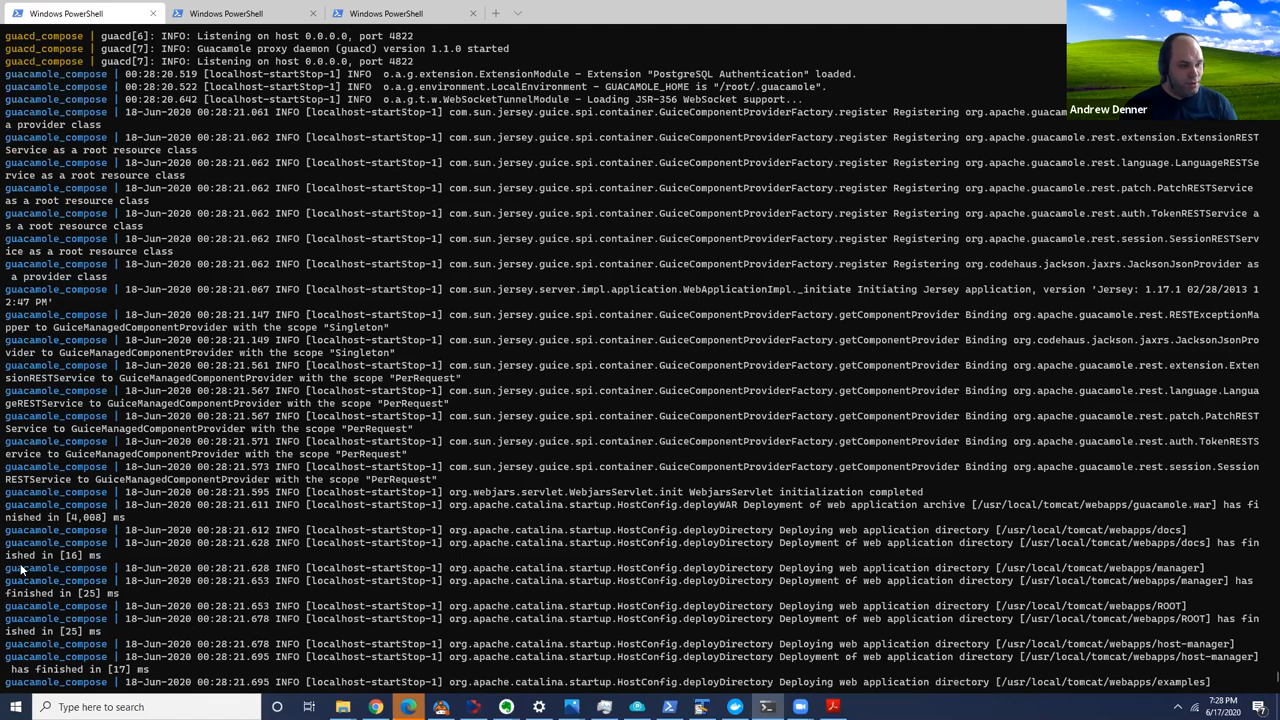 Windows PowerShell
Windows PowerShell
Windows PowerShell
guacd_compose | guacd[6]: INFO: Listening on host 0.0.0.0, port 4822
guacd_compose | guacd[7]: INFO: Guacamole proxy daemon (guacd) version 1.1.0 started
guacd_compose | guacd[7]: INFO: Listening on host 0.0.0.0, port 4822
guacamole_compose | 00:28:20.519 [localhost-startStop-1] INFO  o.a.g.extension.ExtensionModule - Extension "PostgreSQL Authentication" loaded.
guacamole_compose | 00:28:20.522 [localhost-startStop-1] INFO  o.a.g.environment.LocalEnvironment - GUACAMOLE_HOME is "/root/.guacamole".
guacamole_compose | 00:28:20.642 [localhost-startStop-1] INFO  o.a.g.t.w.WebSocketTunnelModule - Loading JSR-356 WebSocket support...
guacamole_compose | 18-Jun-2020 00:28:21.061 INFO [localhost-startStop-1] com.sun.jersey.guice.spi.container.GuiceComponentProviderFactory.register Registering org.apache.guacamo
a provider class
guacamole_compose | 18-Jun-2020 00:28:21.062 INFO [localhost-startStop-1] com.sun.jersey.guice.spi.container.GuiceComponentProviderFactory.register Registering org.apache.guacamole.rest.extension.ExtensionREST
Service as a root resource class
guacamole_compose | 18-Jun-2020 00:28:21.062 INFO [localhost-startStop-1] com.sun.jersey.guice.spi.container.GuiceComponentProviderFactory.register Registering org.apache.guacamole.rest.language.LanguageRESTSe
rvice as a root resource class
guacamole_compose | 18-Jun-2020 00:28:21.062 INFO [localhost-startStop-1] com.sun.jersey.guice.spi.container.GuiceComponentProviderFactory.register Registering org.apache.guacamole.rest.patch.PatchRESTService
as a root resource class
guacamole_compose | 18-Jun-2020 00:28:21.062 INFO [localhost-startStop-1] com.sun.jersey.guice.spi.container.GuiceComponentProviderFactory.register Registering org.apache.guacamole.rest.auth.TokenRESTService a
s a root resource class
guacamole_compose | 18-Jun-2020 00:28:21.062 INFO [localhost-startStop-1] com.sun.jersey.guice.spi.container.GuiceComponentProviderFactory.register Registering org.apache.guacamole.rest.session.SessionRESTServ
ice as a root resource class
guacamole_compose | 18-Jun-2020 00:28:21.062 INFO [localhost-startStop-1] com.sun.jersey.guice.spi.container.GuiceComponentProviderFactory.register Registering org.codehaus.jackson.jaxrs.JacksonJsonProvider as
a provider class
guacamole_compose | 18-Jun-2020 00:28:21.067 INFO [localhost-startStop-1] com.sun.jersey.server.impl.application.WebApplicationImpl._initiate Initiating Jersey application, version 'Jersey: 1.17.1 02/28/2013 1
2:47 PM'
guacamole_compose | 18-Jun-2020 00:28:21.147 INFO [localhost-startStop-1] com.sun.jersey.guice.spi.container.GuiceComponentProviderFactory.getComponentProvider Binding org.apache.guacamole.rest.RESTExceptionMa
pper to GuiceManagedComponentProvider with the scope "Singleton"
guacamole_compose | 18-Jun-2020 00:28:21.149 INFO [localhost-startStop-1] com.sun.jersey.guice.spi.container.GuiceComponentProviderFactory.getComponentProvider Binding org.codehaus.jackson.jaxrs.JacksonJsonPro
vider to GuiceManagedComponentProvider with the scope "Singleton"
guacamole_compose | 18-Jun-2020 00:28:21.561 INFO [localhost-startStop-1] com.sun.jersey.guice.spi.container.GuiceComponentProviderFactory.getComponentProvider Binding org.apache.guacamole.rest.extension.Exten
sionRESTService to GuiceManagedComponentProvider with the scope "PerRequest"
guacamole_compose | 18-Jun-2020 00:28:21.567 INFO [localhost-startStop-1] com.sun.jersey.guice.spi.container.GuiceComponentProviderFactory.getComponentProvider Binding org.apache.guacamole.rest.language.Langua
geRESTService to GuiceManagedComponentProvider with the scope "PerRequest"
guacamole_compose | 18-Jun-2020 00:28:21.567 INFO [localhost-startStop-1] com.sun.jersey.guice.spi.container.GuiceComponentProviderFactory.getComponentProvider Binding org.apache.guacamole.rest.patch.PatchREST
Service to GuiceManagedComponentProvider with the scope "PerRequest"
guacamole_compose | 18-Jun-2020 00:28:21.571 INFO [localhost-startStop-1] com.sun.jersey.guice.spi.container.GuiceComponentProviderFactory.getComponentProvider Binding org.apache.guacamole.rest.auth.TokenRESTS
ervice to GuiceManagedComponentProvider with the scope "PerRequest"
guacamole_compose | 18-Jun-2020 00:28:21.573 INFO [localhost-startStop-1] com.sun.jersey.guice.spi.container.GuiceComponentProviderFactory.getComponentProvider Binding org.apache.guacamole.rest.session.Session
RESTService to GuiceManagedComponentProvider with the scope "PerRequest"
guacamole_compose | 18-Jun-2020 00:28:21.595 INFO [localhost-startStop-1] org.webjars.servlet.WebjarsServlet.init WebjarsServlet initialization completed
guacamole_compose | 18-Jun-2020 00:28:21.611 INFO [localhost-startStop-1] org.apache.catalina.startup.HostConfig.deployWAR Deployment of web application archive [/usr/local/tomcat/webapps/guacamole.war] has fi
nished in [4,008] ms
guacamole_compose | 18-Jun-2020 00:28:21.612 INFO [localhost-startStop-1] org.apache.catalina.startup.HostConfig.deployDirectory Deploying web application directory [/usr/local/tomcat/webapps/docs]
guacamole_compose | 18-Jun-2020 00:28:21.628 INFO [localhost-startStop-1] org.apache.catalina.startup.HostConfig.deployDirectory Deployment of web application directory [/usr/local/tomcat/webapps/docs] has fin
ished in [16] ms
guacamole_compose | 18-Jun-2020 00:28:21.628 INFO [localhost-startStop-1] org.apache.catalina.startup.HostConfig.deployDirectory Deploying web application directory [/usr/local/tomcat/webapps/manager]
guacamole_compose | 18-Jun-2020 00:28:21.653 INFO [localhost-startStop-1] org.apache.catalina.startup.HostConfig.deployDirectory Deployment of web application directory [/usr/local/tomcat/webapps/manager] has
finished in [25] ms
guacamole_compose | 18-Jun-2020 00:28:21.653 INFO [localhost-startStop-1] org.apache.catalina.startup.HostConfig.deployDirectory Deploying web application directory [/usr/local/tomcat/webapps/ROOT]
guacamole_compose | 18-Jun-2020 00:28:21.678 INFO [localhost-startStop-1] org.apache.catalina.startup.HostConfig.deployDirectory Deployment of web application directory [/usr/local/tomcat/webapps/ROOT] has fin
ished in [25] ms
guacamole_compose | 18-Jun-2020 00:28:21.678 INFO [localhost-startStop-1] org.apache.catalina.startup.HostConfig.deployDirectory Deploying web application directory [/usr/local/tomcat/webapps/host-manager]
guacamole_compose | 18-Jun-2020 00:28:21.695 INFO [localhost-startStop-1] org.apache.catalina.startup.HostConfig.deployDirectory Deployment of web application directory [/usr/local/tomcat/webapps/host-manager]
has finished in [17] ms
guacamole_compose | 18-Jun-2020 00:28:21.695 INFO [localhost-startStop-1] org.apache.catalina.startup.HostConfig.deployDirectory Deploying web application directory [/usr/local/tomcat/webapps/examples]
Andrew Denner
Type here to search
7:28 PM
6/17/2020